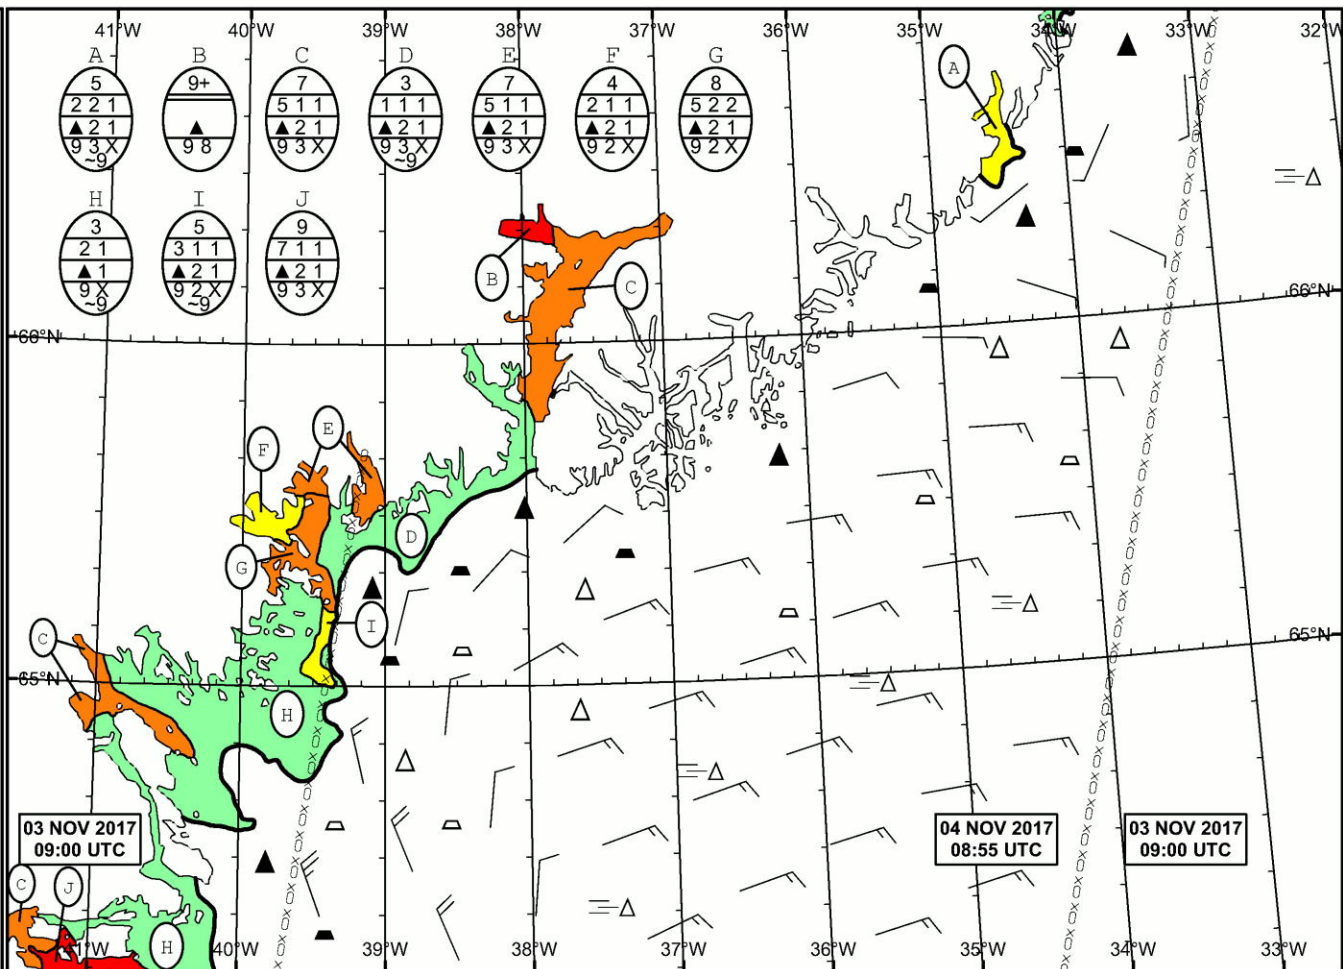 41°W 40°W 39°W 38°W 37°W 36°W 35°W 34°W 33°W 32°W
A B C D E F G
5 9+ 7 3 7 4 8
2 2 1 5 1 1 1 1 1 5 1 1 2 1 1 5 2 2
▲ 2 1 ▲ ▲ 2 1 ▲ 2 1 ▲ 2 1 ▲ 2 1 ▲ 2 1
9 3 X 9 8 9 3 X 9 3 X 9 3 X 9 2 X 9 2 X
~9 ~9
H I J
3 5 9
2 1 3 1 1 7 1 1
▲ 1 ▲ 2 1 ▲ 2 1
9 X 9 2 X 9 3 X
~9 ~9
A
B
C
66°N
66°N
E
F
D
G
I
C
65°N
65°N
H
03 NOV 2017
09:00 UTC
04 NOV 2017
08:55 UTC
03 NOV 2017
09:00 UTC
C
J
H
41°W 40°W 39°W 38°W 37°W 36°W 35°W 34°W 33°W